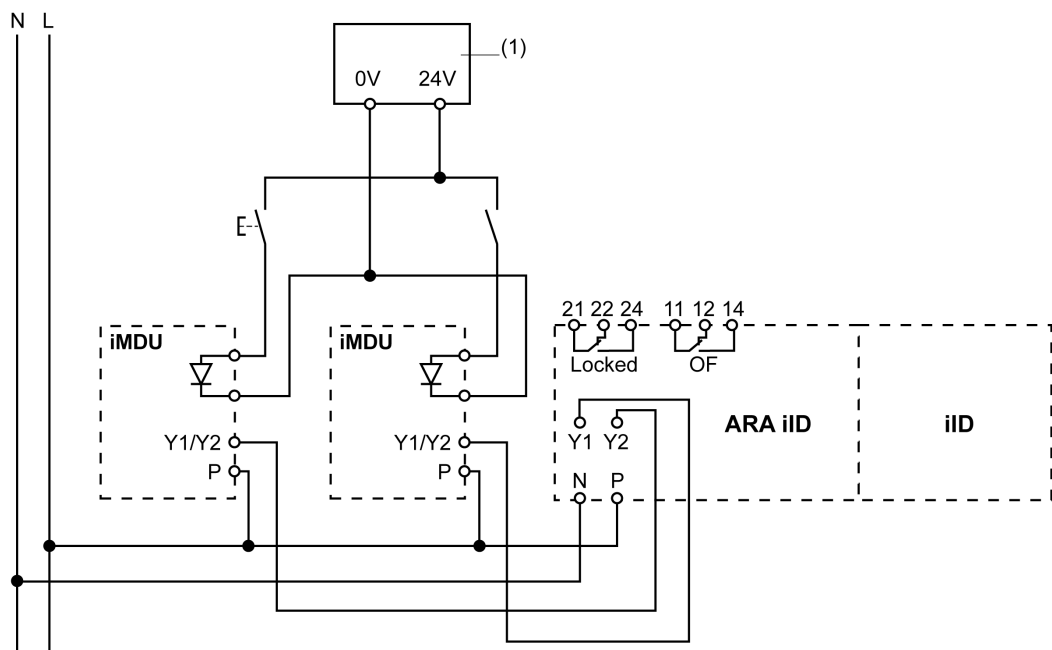 N L
(1)
0V 24V
iMDU
iMDU
21 22 24 11 12 14
Locked OF
ARA iID
iID
Y1/Y2
Y1/Y2
Y1 Y2
P
P
N P